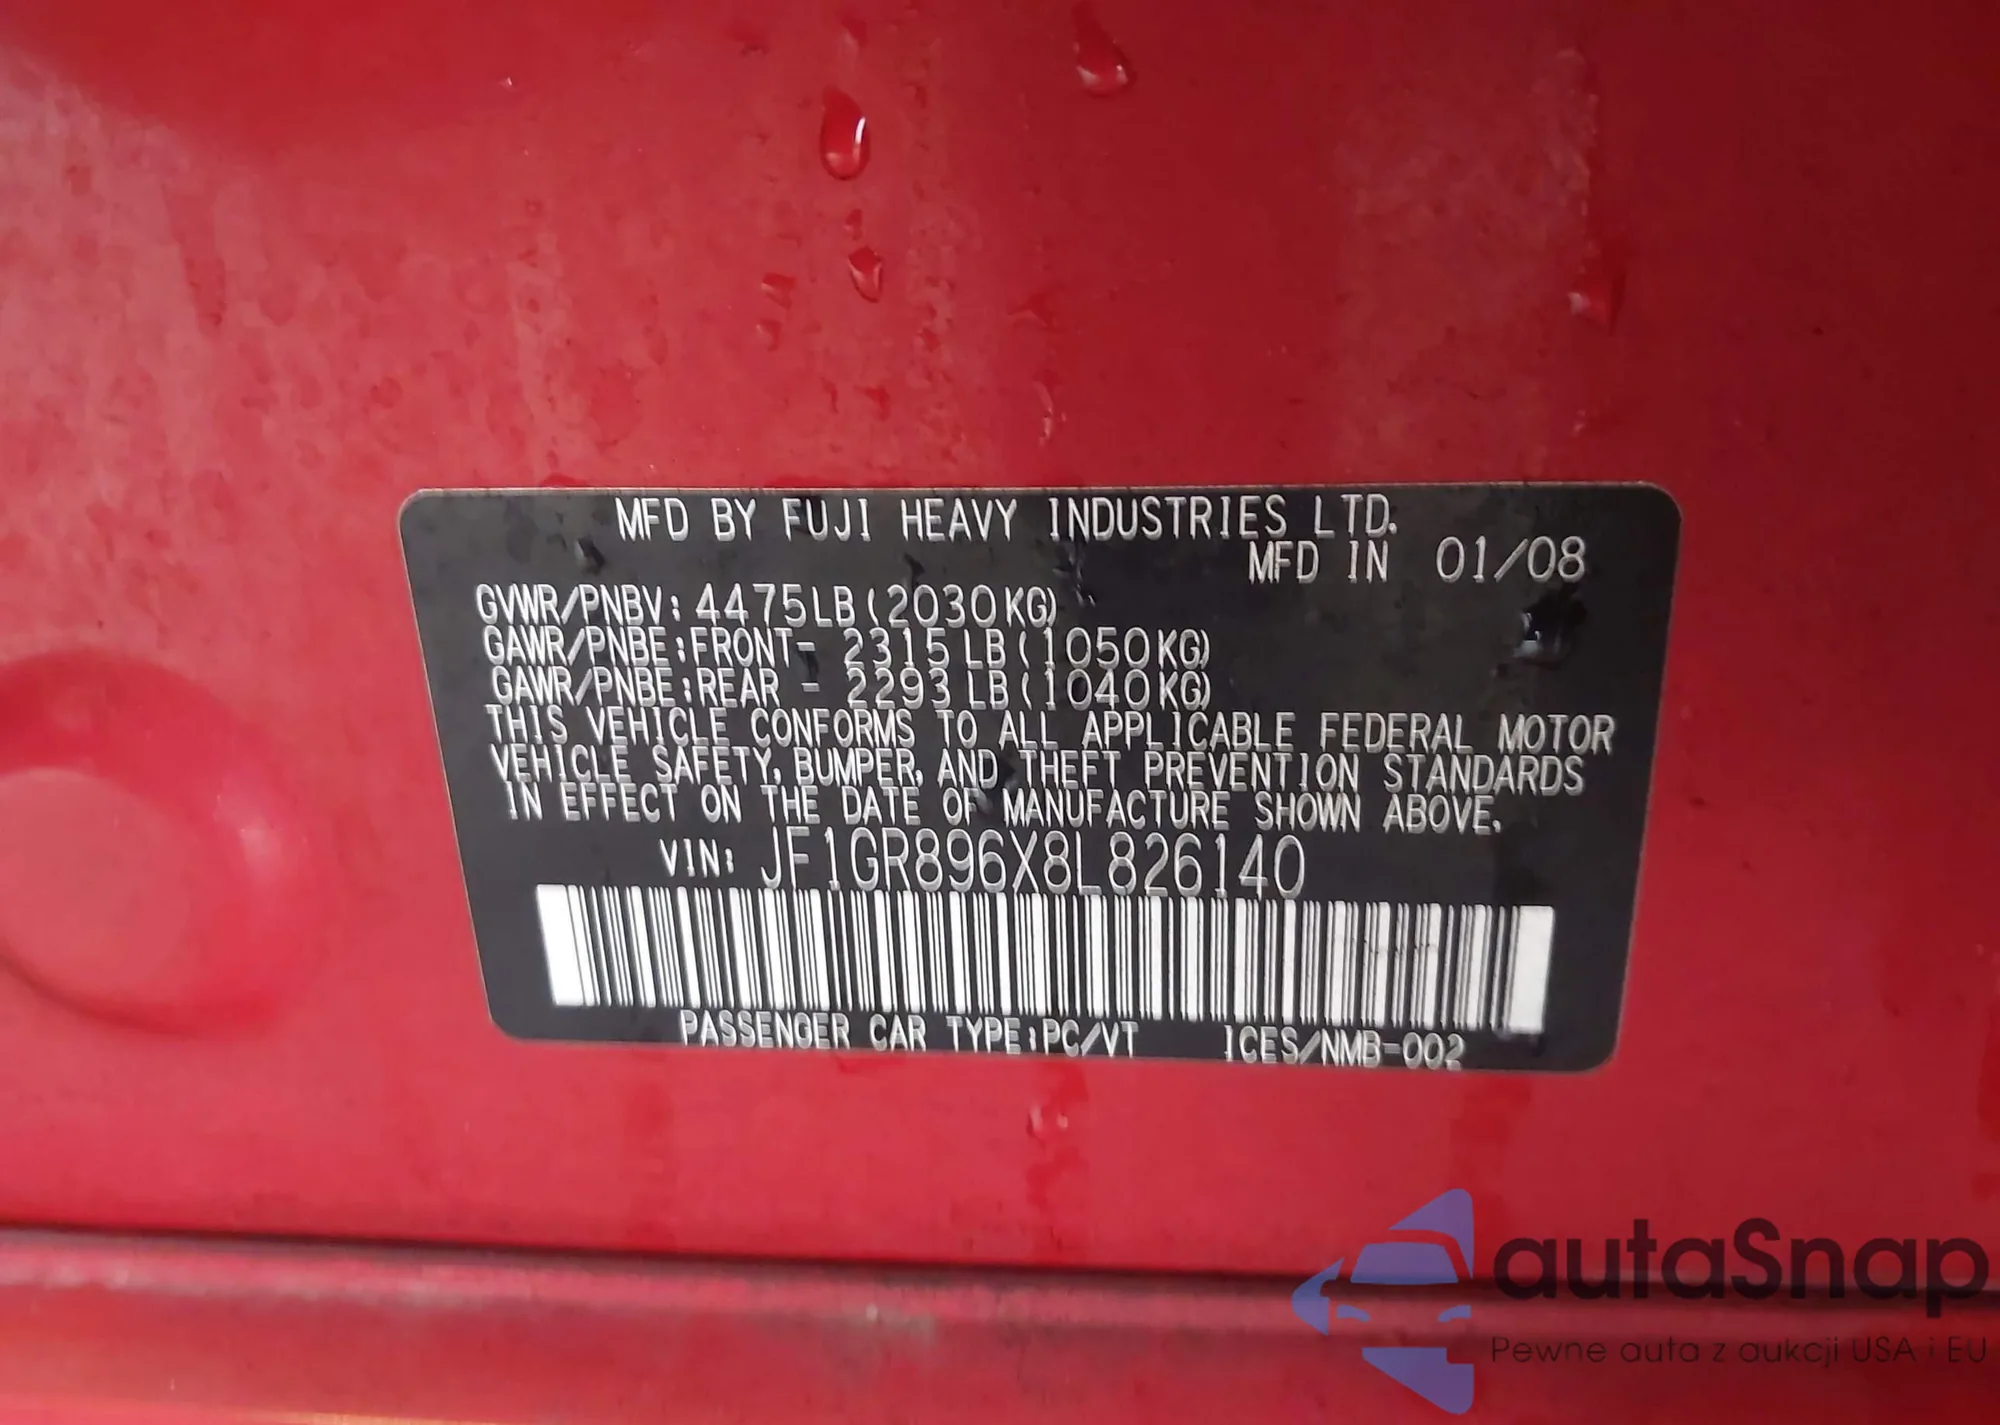 MFD BY FUJI HEAVY INDUSTRIES LTD.
MFD IN 01/08
GVWR/PNBV: 4475LB(2030KG)
GAWR/PNBE:FRONT- 2315 LB(1050KG)
GAWR/PNBE:REAR - 2293 LB(1040KG)
THIS VEHICLE CONFORMS TO ALL APPLICABLE FEDERAL MOTOR
VEHICLE SAFETY, BUMPER, AND THEFT PREVENTION STANDARDS
IN EFFECT ON THE DATE OF MANUFACTURE SHOWN ABOVE.
VIN: JF1GR896X8L826140
PASSENGER CAR TYPE:PC/VT ICES/NMB-002
autaSnap
Pewne auta z aukcji USA i EU